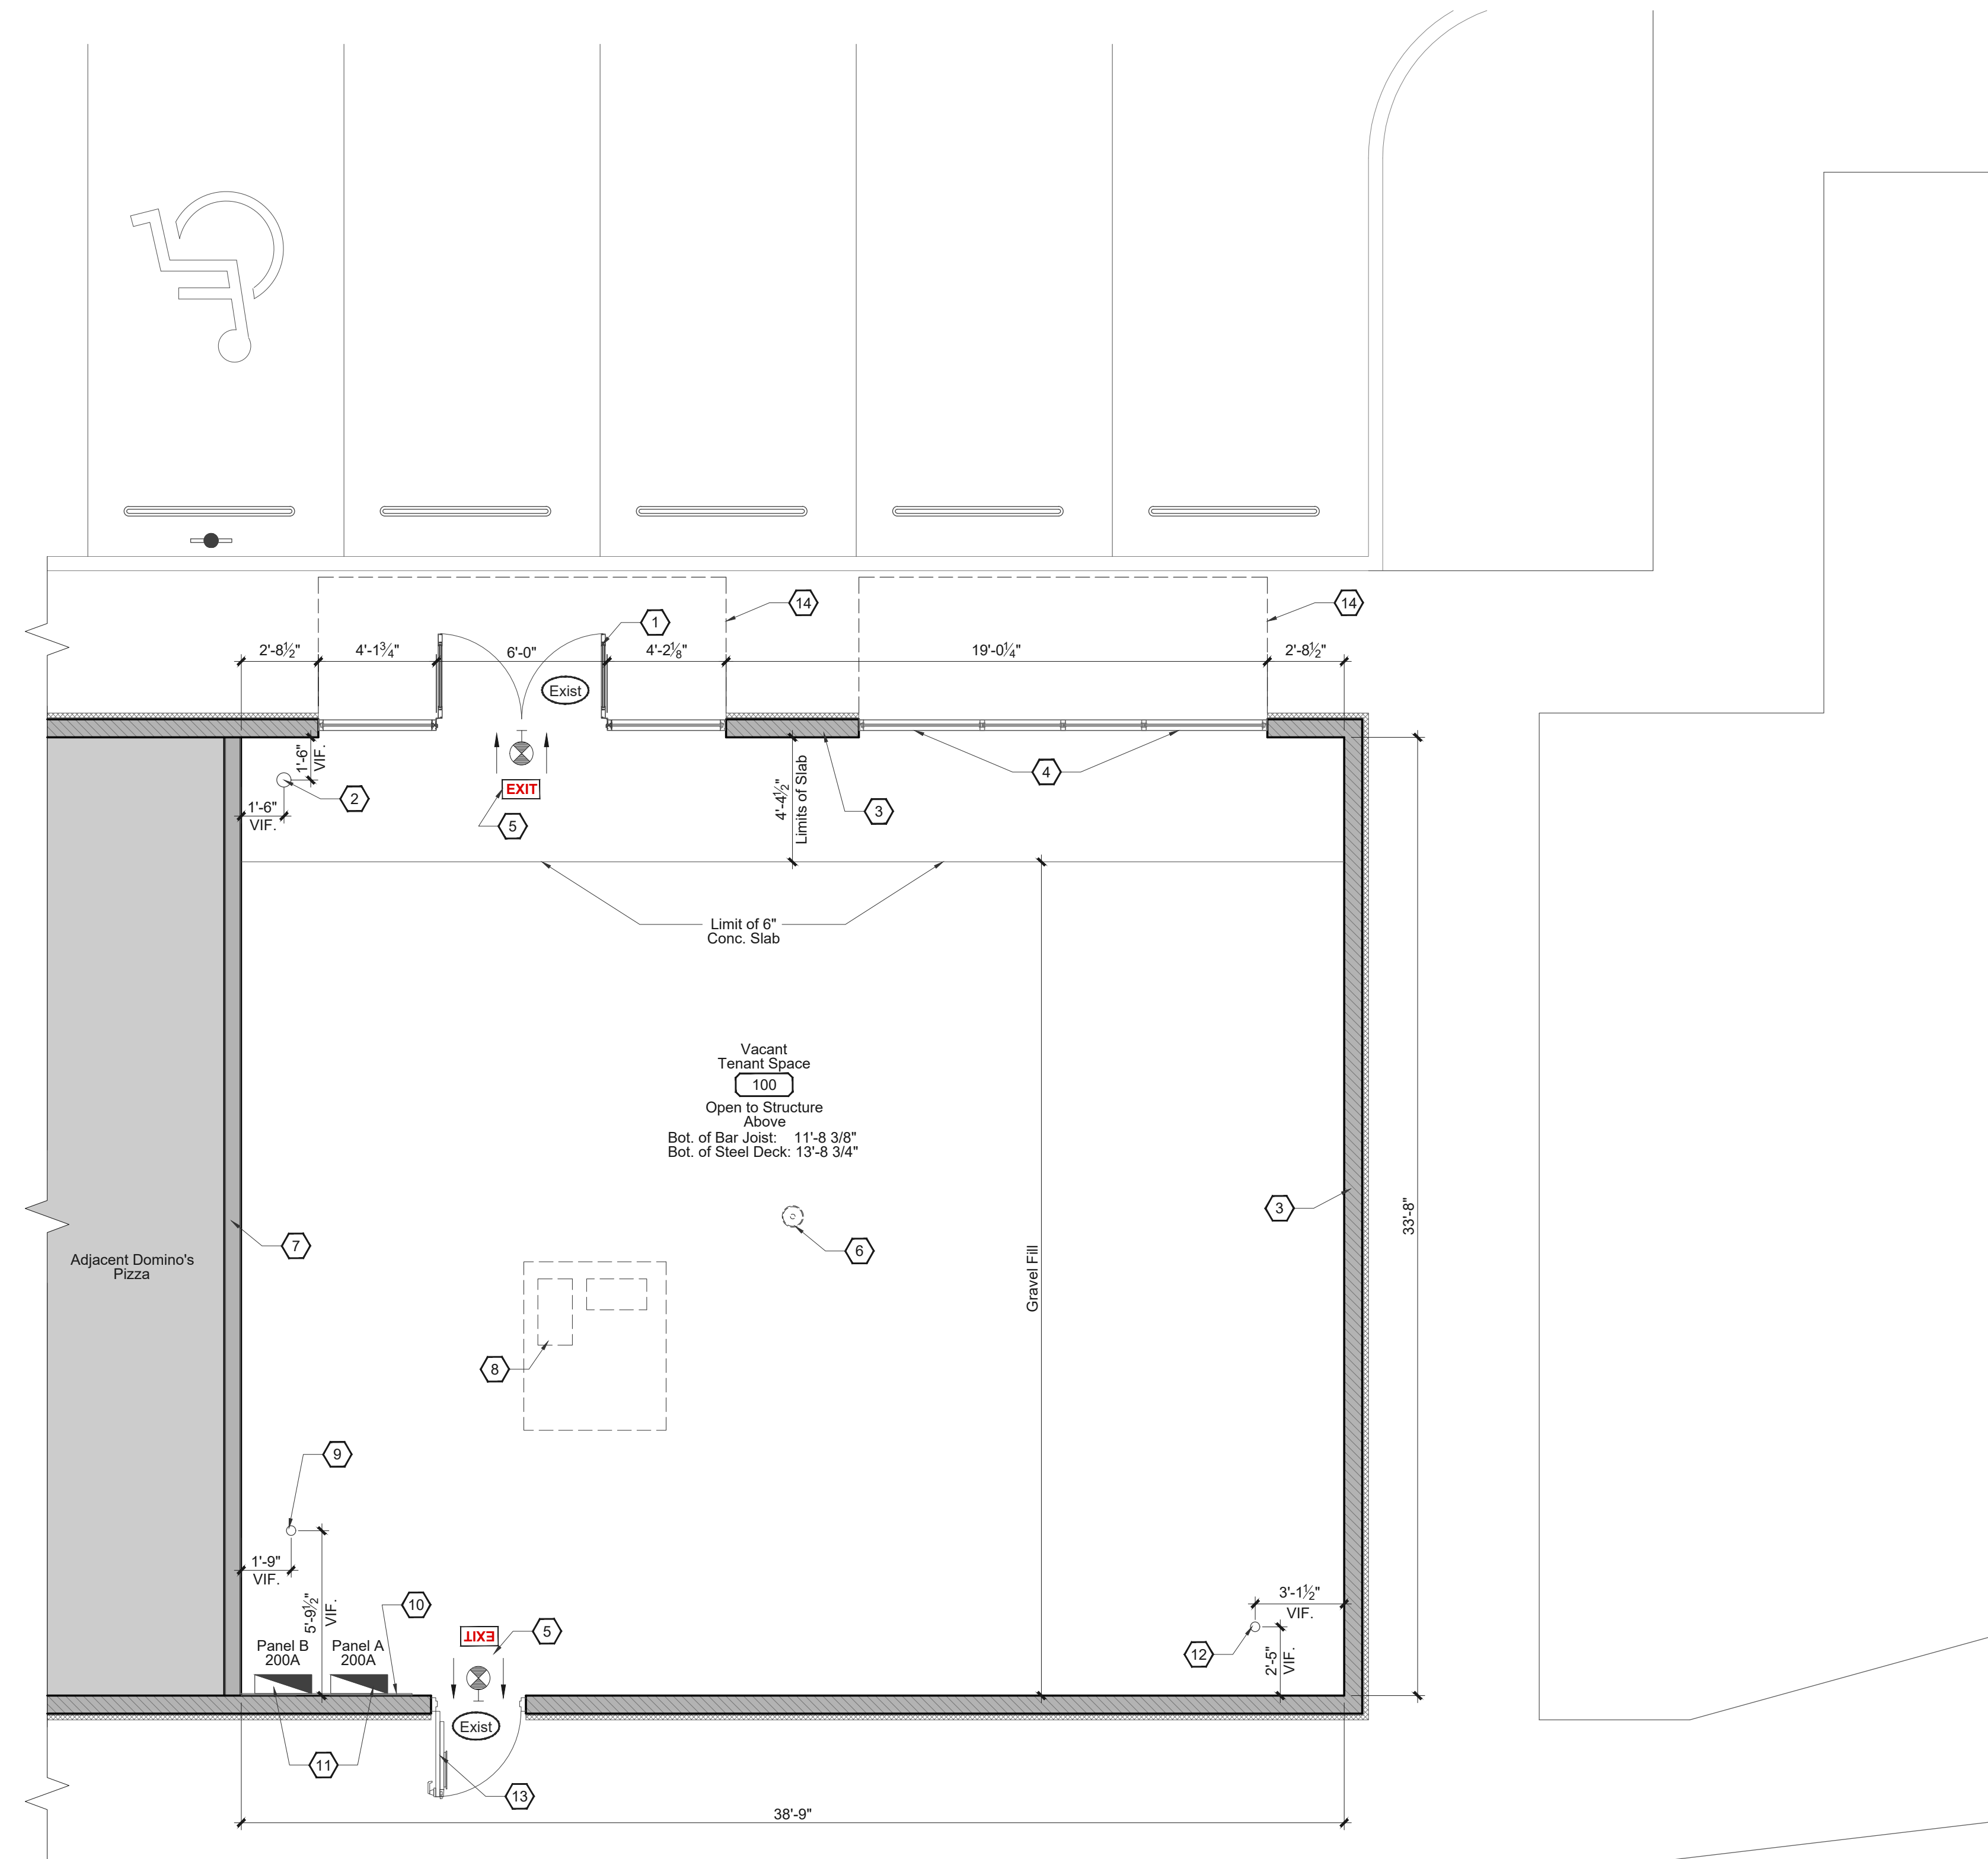 14
14
1
2'-8½"
4'-1¾"
6'-0"
4'-2⅛"
19'-0¼"
2'-8½"
Exist
1'-6"
VIF.
EXIT
4
2
1'-6"
VIF.
4'-4½"
Limits of Slab
3
5
Limit of 6"
Conc. Slab
Vacant
Tenant Space
100
Open to Structure
Above
Bot. of Bar Joist: 11'-8 3/8"
Bot. of Steel Deck: 13'-8 3/4"
3
33'-8"
7
6
Adjacent Domino's
Pizza
Gravel Fill
8
9
1'-9"
VIF.
5'-9½"
VIF.
10
3'-1½"
VIF.
EXIT
5
Panel B
200A
Panel A
200A
12
2'-5"
VIF.
Exist
11
13
38'-9"